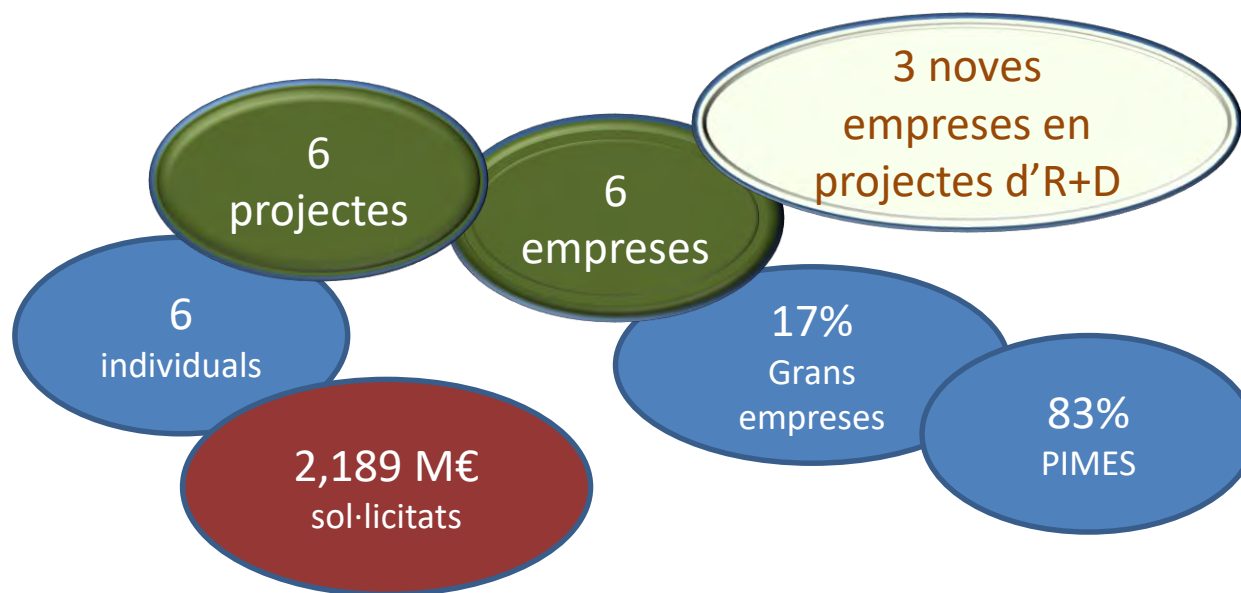 3 noves
empreses en
projectes d’R+D
6
projectes
6
empreses
6
individuals
17%
Grans
empreses
83%
PIMES
2,189 M€
sol·licitats